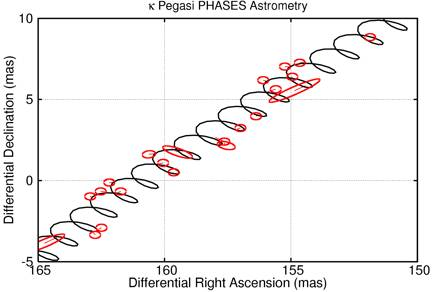 κ Pegasi PHASES Astrometry
10
5
0
-5
Differential Declination (mas)
165
160
155
150
Differential Right Ascension (mas)